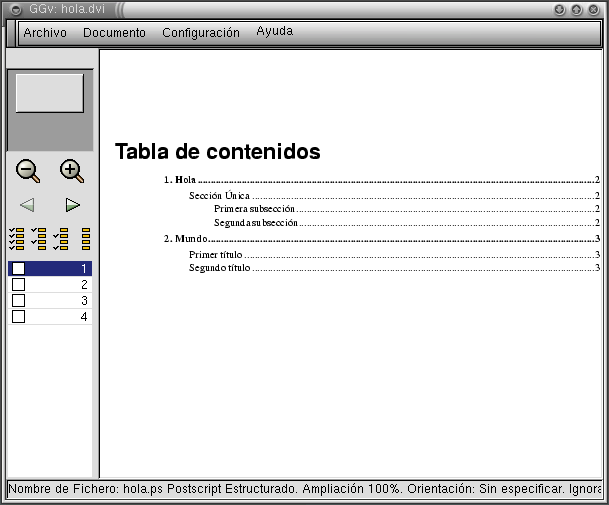 GGv: hola.dvi
Archivo Documento Configuración Ayuda
Tabla de contenidos
1. Hola ........................................................................ 2
Sección Única ........................................................................ 2
Primera subsección ........................................................................ 2
Segunda subsección ........................................................................ 2
2. Mundo ........................................................................ 3
Primer título ........................................................................ 3
Segundo título ........................................................................ 3
1
2
3
4
Nombre de Fichero: hola.ps Postscript Estructurado. Ampliación 100%. Orientación: Sin especificar. Ignora